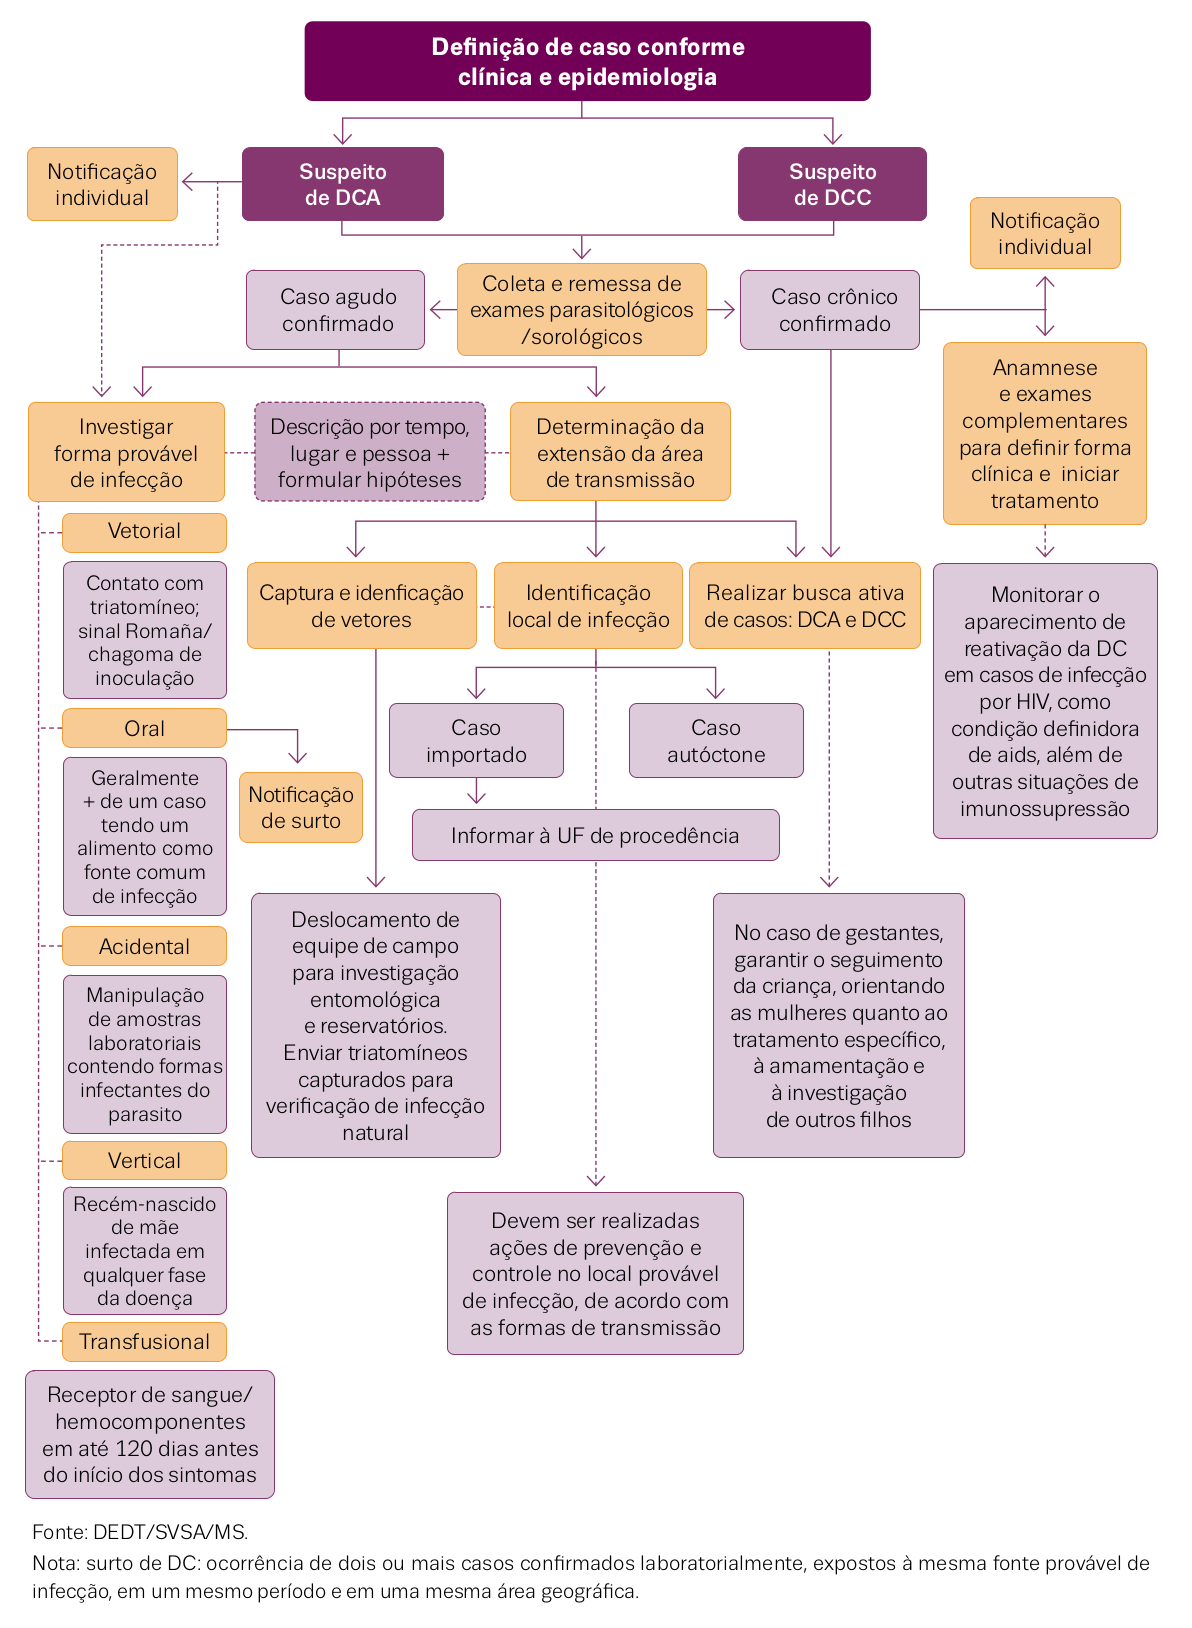 Definição de caso conforme
clínica e epidemiologia
Notificação
individual
Suspeito
de DCA
Suspeito
de DCC
Notificação
individual
Caso agudo
confirmado
Coleta e remessa de
exames parasitológicos
/sorológicos
Caso crônico
confirmado
Anamnese
e exames
complementares
para definir forma
clínica e iniciar
tratamento
Investigar
forma provável
de infecção
Descrição por tempo,
lugar e pessoa +
formular hipóteses
Determinação da
extensão da área
de transmissão
Vetorial
Contato com
triatomíneo;
sinal Romaña/
chagoma de
inoculação
Captura e idenficação
de vetores
Identificação
local de infecção
Realizar busca ativa
de casos: DCA e DCC
Monitorar o
aparecimento de
reativação da DC
em casos de infecção
por HIV, como
condição definidora
de aids, além de
outras situações de
imunossupressão
Oral
Geralmente
+ de um caso
tendo um
alimento como
fonte comum
de infecção
Notificação
de surto
Caso
importado
Caso
autóctone
Informar à UF de procedência
Acidental
Manipulação
de amostras
laboratoriais
contendo formas
infectantes do
parasito
Deslocamento de
equipe de campo
para investigação
entomológica
e reservatórios.
Enviar triatomíneos
capturados para
verificação de infecção
natural
No caso de gestantes,
garantir o seguimento
da criança, orientando
as mulheres quanto ao
tratamento específico,
à amamentação e
à investigação
de outros filhos
Vertical
Recém-nascido
de mãe
infectada em
qualquer fase
da doença
Devem ser realizadas
ações de prevenção e
controle no local provável
de infecção, de acordo com
as formas de transmissão
Transfusional
Receptor de sangue/
hemocomponentes
em até 120 dias antes
do início dos sintomas
Fonte: DEDT/SVSA/MS.
Nota: surto de DC: ocorrência de dois ou mais casos confirmados laboratorialmente, expostos à mesma fonte provável de
infecção, em um mesmo período e em uma mesma área geográfica.